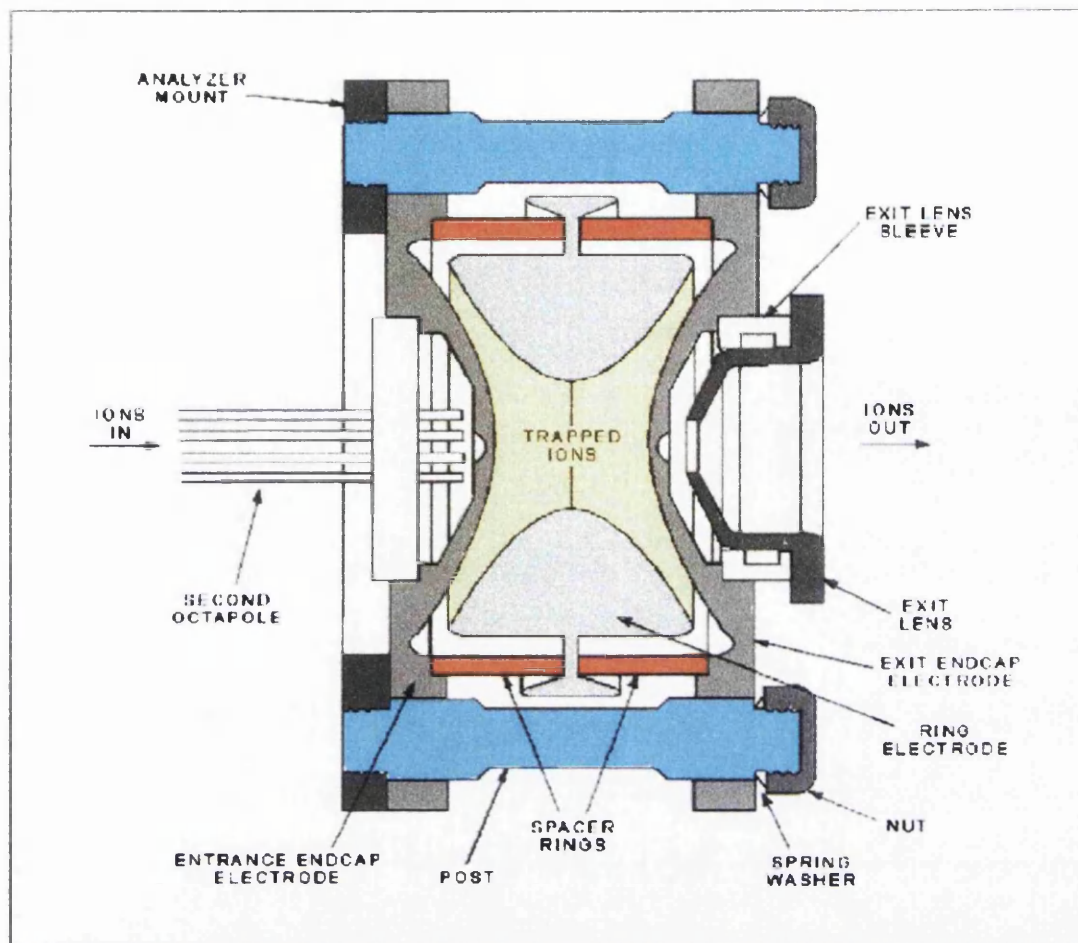 ANALYZER
MOUNT
EXIT LENS
SLEEVE
IONS
IN
TRAPPED
IONS
IONS
OUT
SECOND
OCTAPOLE
EXIT
LENS
EXIT ENDCAP
ELECTRODE
RING
ELECTRODE
NUT
SPACER
RINGS
ENTRANCE ENDCAP
ELECTRODE
POST
SPRING
WASHER